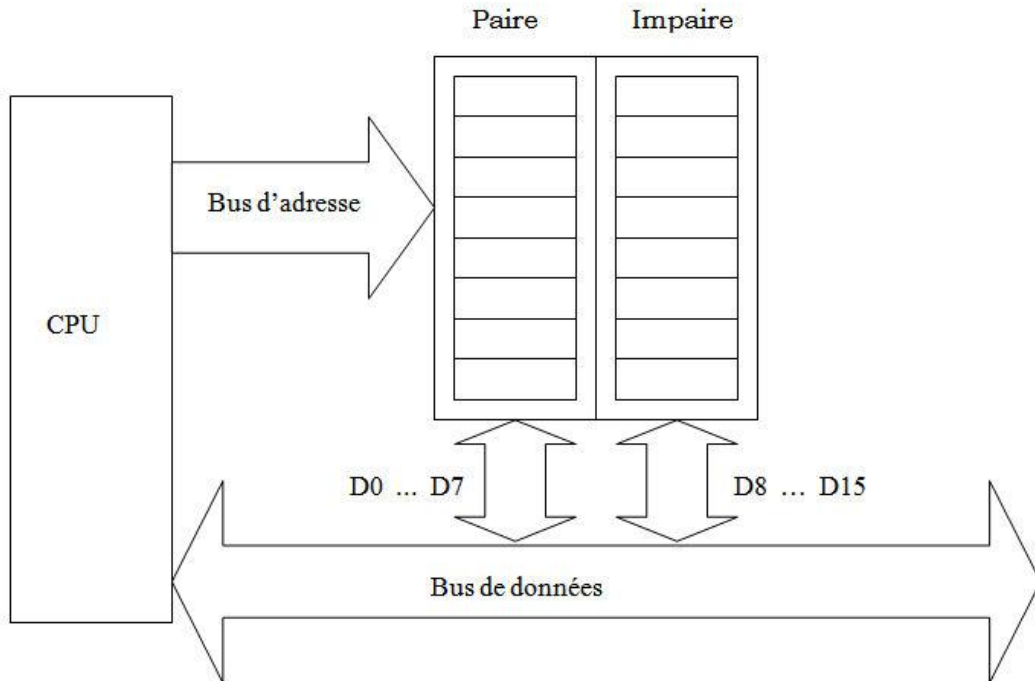 Paire Impaire
Bus d'adresse
CPU
D0 ... D7 D8 ... D15
Bus de données